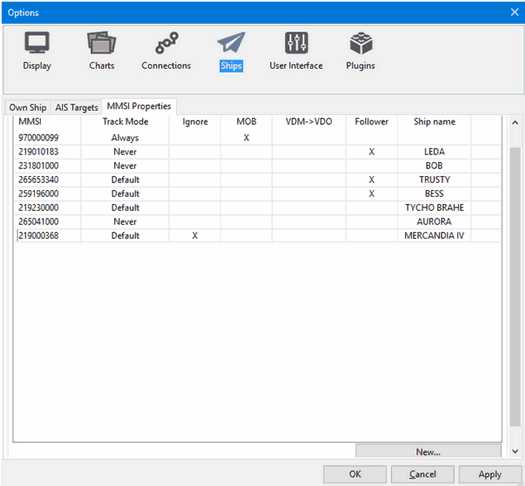 Options
Display Charts Connections Ships User Interface Plugins
Own Ship AIS Targets MMSI Properties
MMSI Track Mode Ignore MOB VDM->VDO Follower Ship name
970000099 Always X
219010183 Never X LEDA
231801000 Never BOB
265653340 Default X TRUSTY
259196000 Default X BESS
219230000 Default TYCHO BRAHE
265041000 Never AURORA
219000368 Default X MERCANDIA IV
New...
OK Cancel Apply